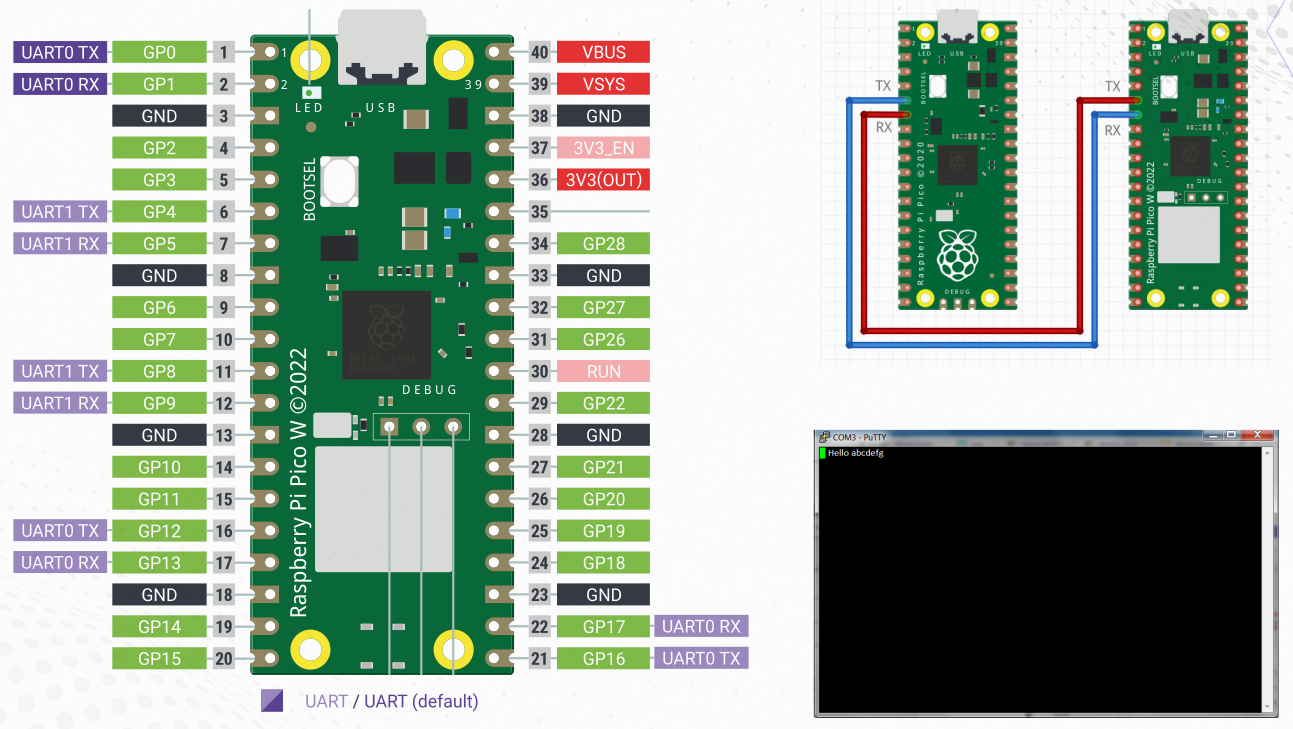 UART0 TX GP0 1
UART0 RX GP1 2
GND 3
GP2 4
GP3 5
UART1 TX GP4 6
UART1 RX GP5 7
GND 8
GP6 9
GP7 10
UART1 TX GP8 11
UART1 RX GP9 12
GND 13
GP10 14
GP11 15
UART0 TX GP12 16
UART0 RX GP13 17
GND 18
GP14 19
GP15 20
1
2
39
LED
USB
BOOTSEL
DEBUG
Raspberry Pi Pico W ©2022
40 VBUS
39 VSYS
38 GND
37 3V3_EN
36 3V3(OUT)
35
34 GP28
33 GND
32 GP27
31 GP26
30 RUN
29 GP22
28 GND
27 GP21
26 GP20
25 GP19
24 GP18
23 GND
22 GP17 UART0 RX
21 GP16 UART0 TX
UART / UART (default)
TX
RX
LED
USB
39
BOOTSEL
Raspberry Pi Pico ©2020
DEBUG
TX
RX
LED
USB
39
BOOTSEL
DEBUG
Raspberry Pi Pico W ©2022
COM3 - PuTTY
Hello abcdefg